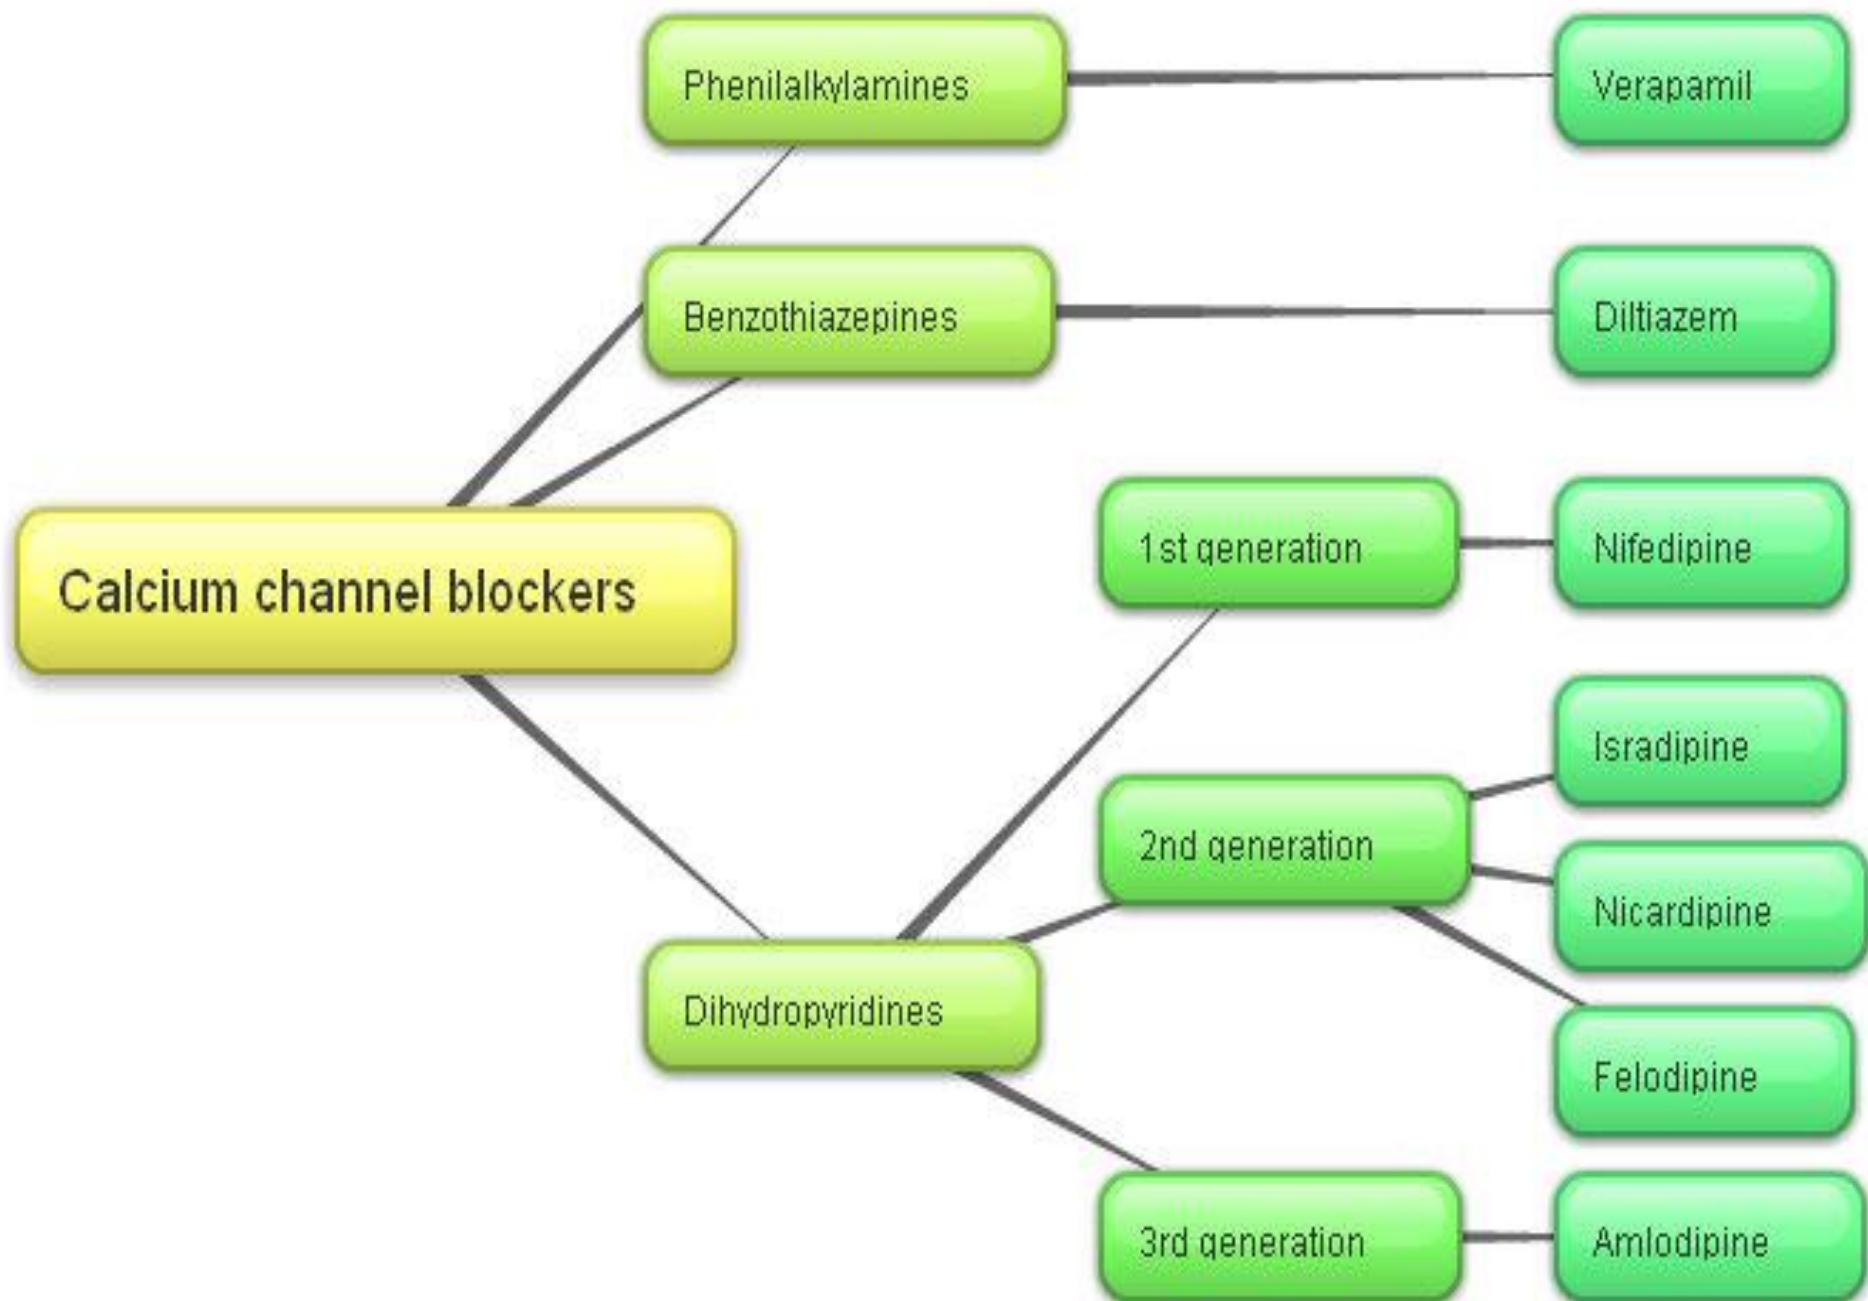 Phenilalkylamines
Verapamil
Benzothiazepines
Diltiazem
Calcium channel blockers
1st generation
Nifedipine
Isradipine
2nd generation
Nicardipine
Dihydropyridines
Felodipine
3rd generation
Amlodipine